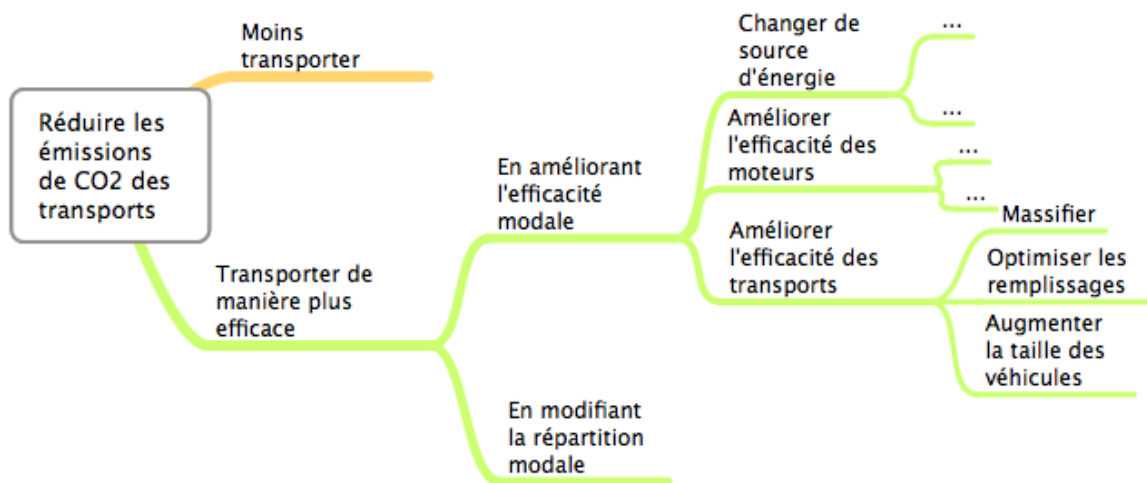 Réduire les
émissions
de CO2 des
transports
Moins
transporter
Transporter de
manière plus
efficace
En améliorant
l'efficacité
modale
Changer de
source
d'énergie
...
...
Améliorer
l'efficacité des
moteurs
...
...
Améliorer
l'efficacité des
transports
Massifier
Optimiser les
remplissages
Augmenter
la taille des
véhicules
En modifiant
la répartition
modale